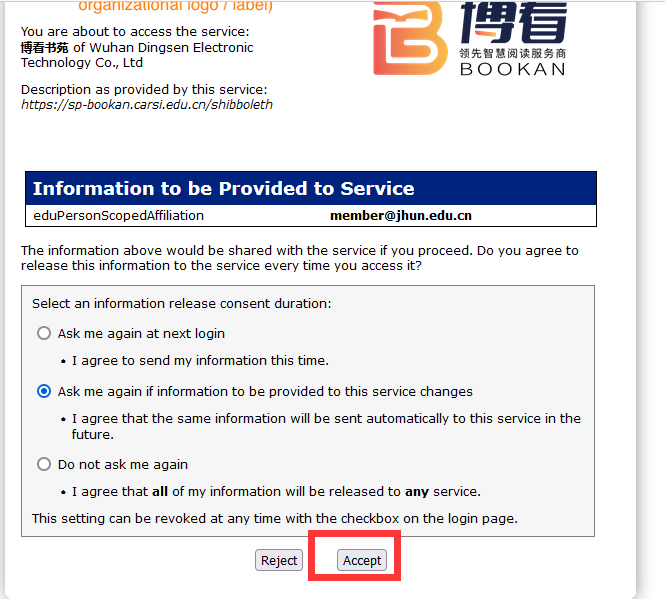 organizational logo / label)
You are about to access the service:
博看书苑 of Wuhan Dingsen Electronic
Technology Co., Ltd
博看
领先智慧阅读服务商
BOOKAN
Description as provided by this service:
https://sp-bookan.carsi.edu.cn/shibboleth
Information to be Provided to Service
eduPersonScopedAffiliation member@jhun.edu.cn
The information above would be shared with the service if you proceed. Do you agree to
release this information to the service every time you access it?
Select an information release consent duration:
Ask me again at next login
• I agree to send my information this time.
Ask me again if information to be provided to this service changes
• I agree that the same information will be sent automatically to this service in the
future.
Do not ask me again
• I agree that all of my information will be released to any service.
This setting can be revoked at any time with the checkbox on the login page.
Reject Accept